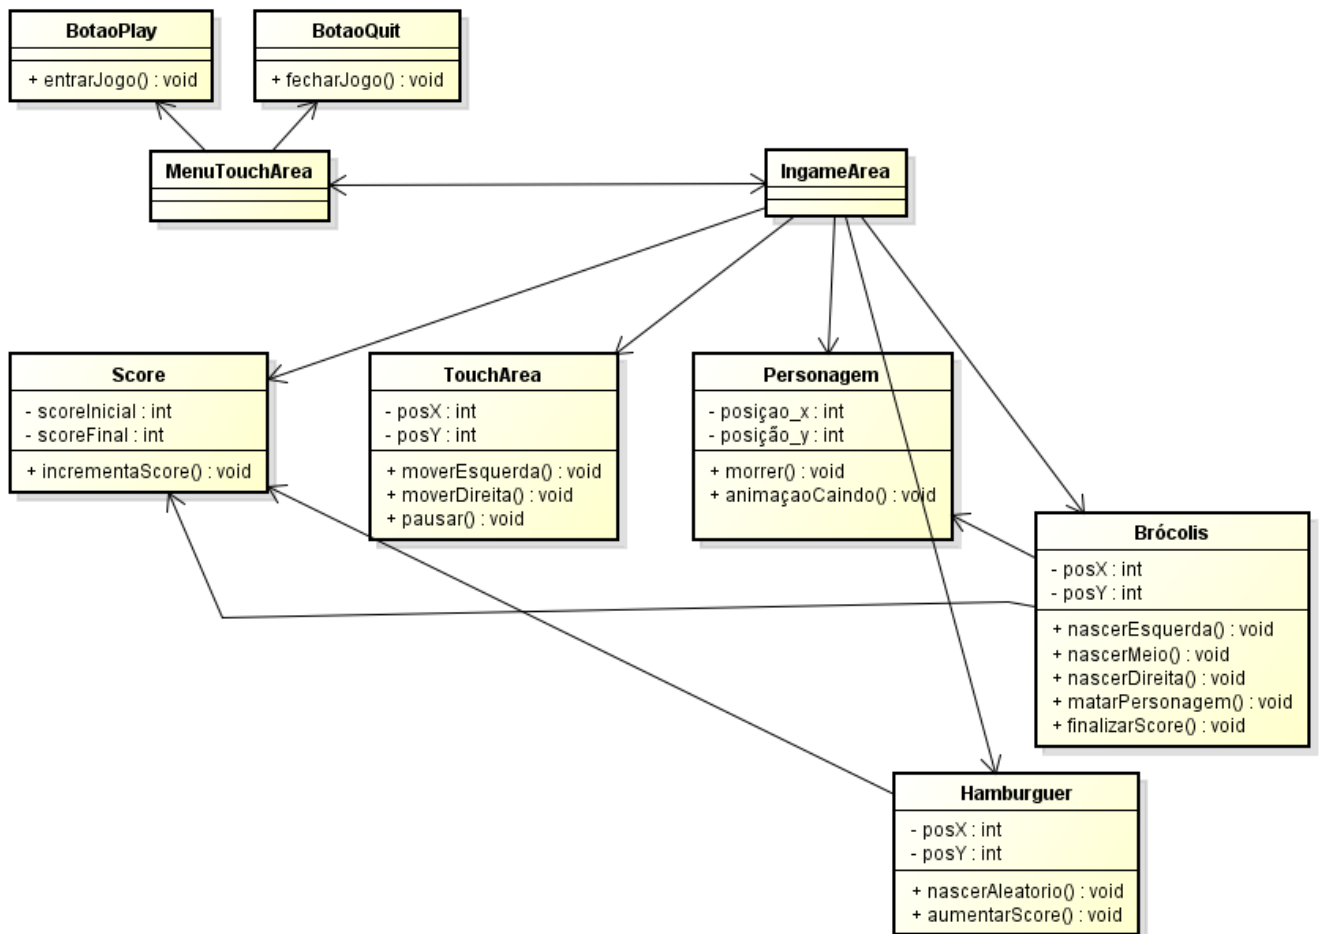 BotaoPlay
+ entrarJogo() : void
BotaoQuit
+ fecharJogo() : void
MenuTouchArea
IngameArea
Score
- scoreInicial : int
- scoreFinal : int
+ incrementaScore() : void
TouchArea
- posX : int
- posY : int
+ moverEsquerda() : void
+ moverDireita() : void
+ pausar() : void
Personagem
- posiçao_x : int
- posição_y : int
+ morrer() : void
+ animaçaoCaindo() : void
Brócolis
- posX : int
- posY : int
+ nascerEsquerda() : void
+ nascerMeio() : void
+ nascerDireita() : void
+ matarPersonagem() : void
+ finalizarScore() : void
Hamburguer
- posX : int
- posY : int
+ nascerAleatorio() : void
+ aumentarScore() : void